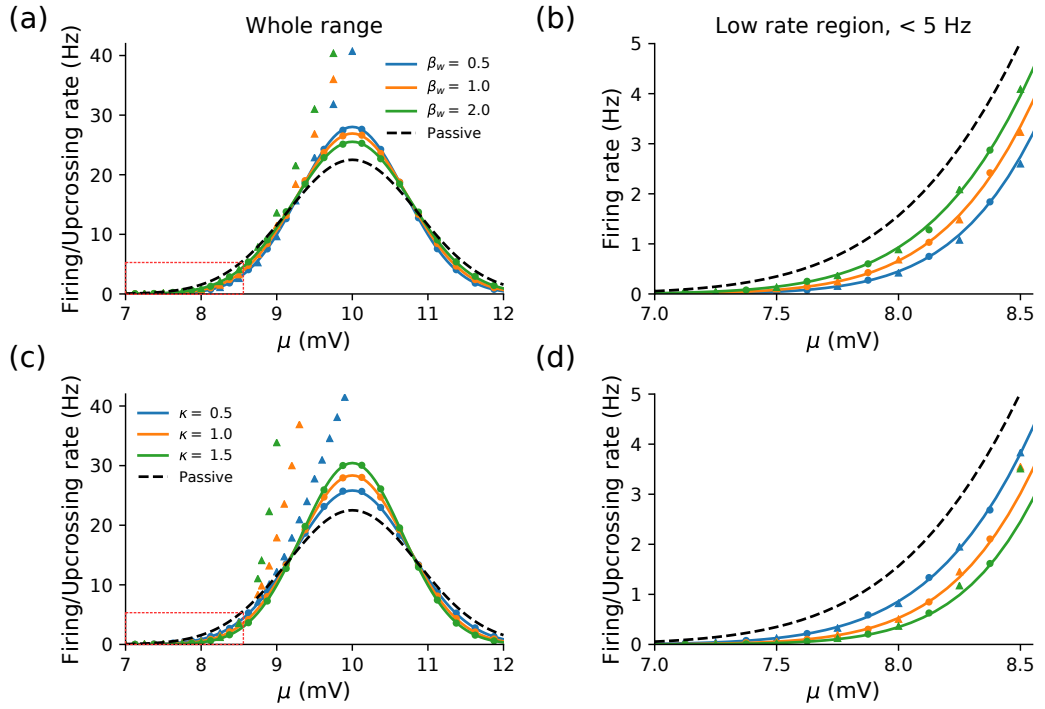 (a)
Whole range
Firing/Upcrossing rate (Hz)
40
30
20
10
0
7 8 9 10 11 12
μ (mV)
β_w = 0.5
β_w = 1.0
β_w = 2.0
Passive
(b)
Low rate region, < 5 Hz
Firing rate (Hz)
5
4
3
2
1
0
7.0 7.5 8.0 8.5
μ (mV)
(c)
Firing/Upcrossing rate (Hz)
40
30
20
10
0
7 8 9 10 11 12
μ (mV)
κ = 0.5
κ = 1.0
κ = 1.5
Passive
(d)
Firing/Upcrossing rate (Hz)
5
4
3
2
1
0
7.0 7.5 8.0 8.5
μ (mV)